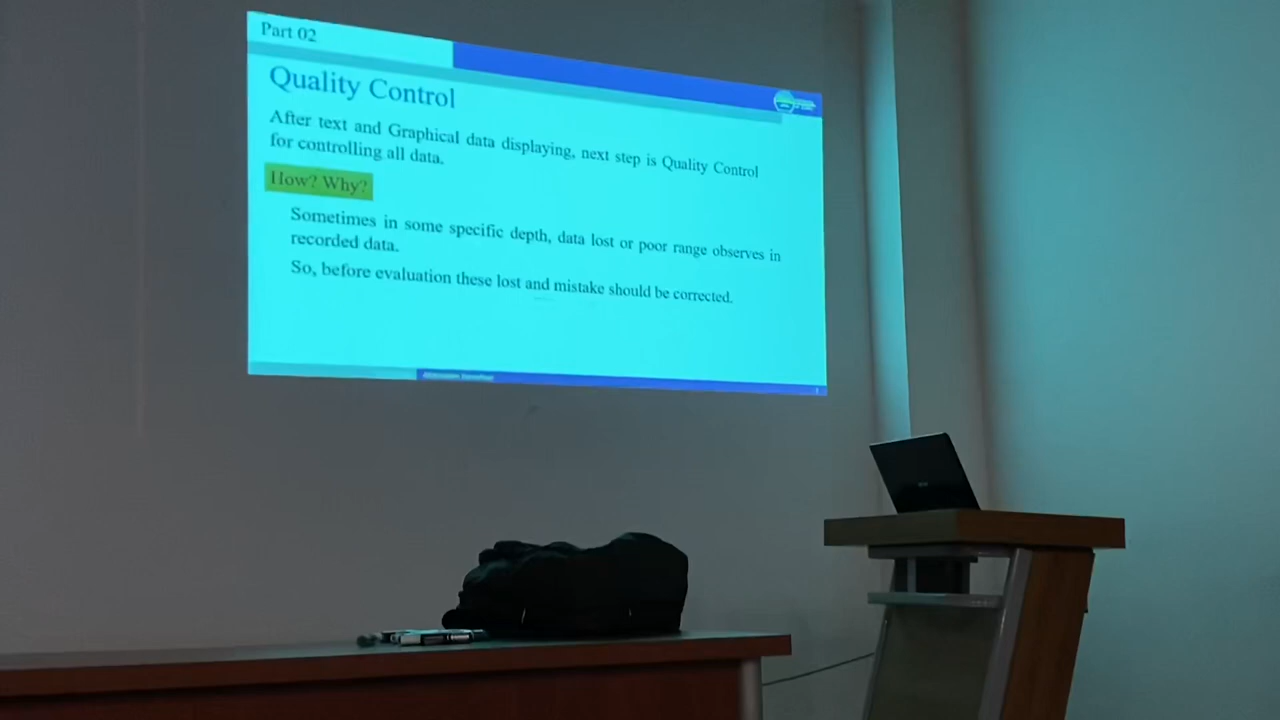 Part 02
Quality Control
After text and Graphical data displaying, next step is Quality Control
for controlling all data.
How? Why?
Sometimes in some specific depth, data lost or poor range observes in
recorded data.
So, before evaluation these lost and mistake should be corrected.